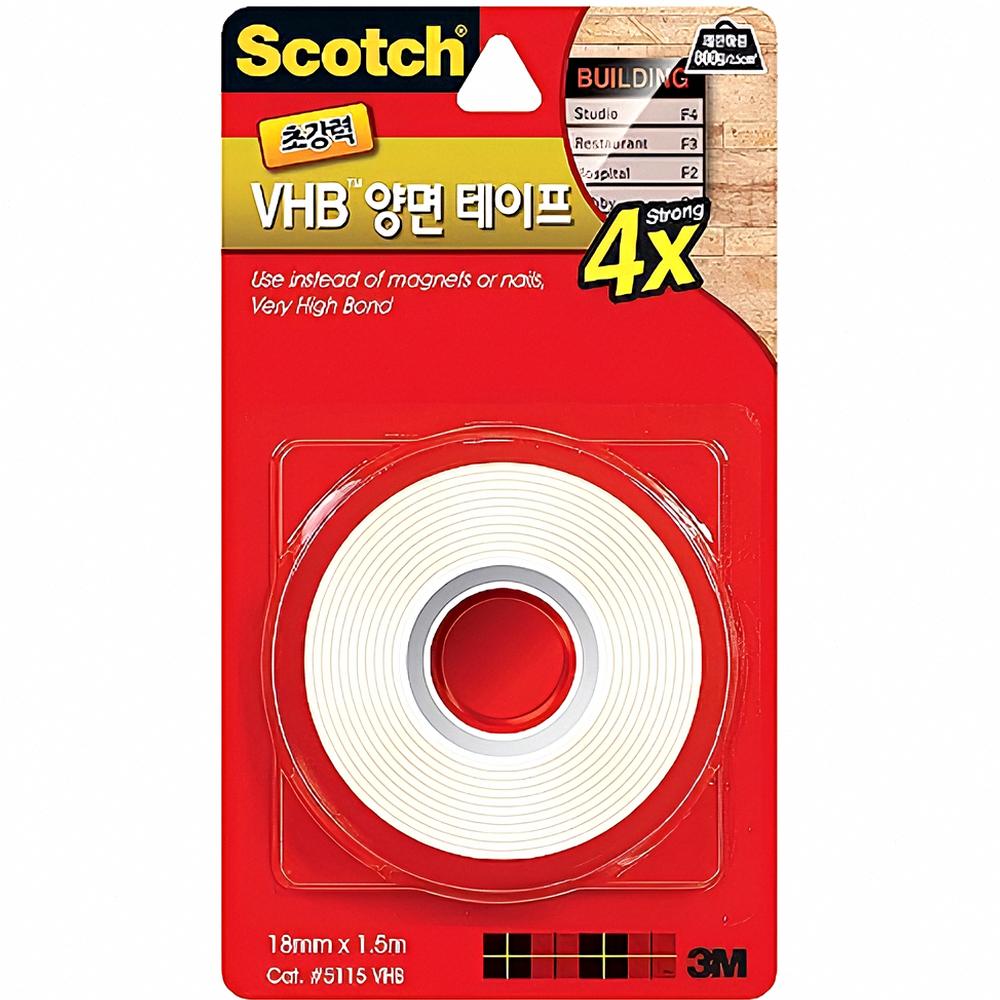 Scotch®
초강력
VHB™ 양면 테이프
Use instead of magnets or nails,
Very High Bond
BUILDING
Studio F4
Restaurant F3
Hospital F2
Strong
4x
18mm x 1.5m
Cat. #5115 VHB
3M